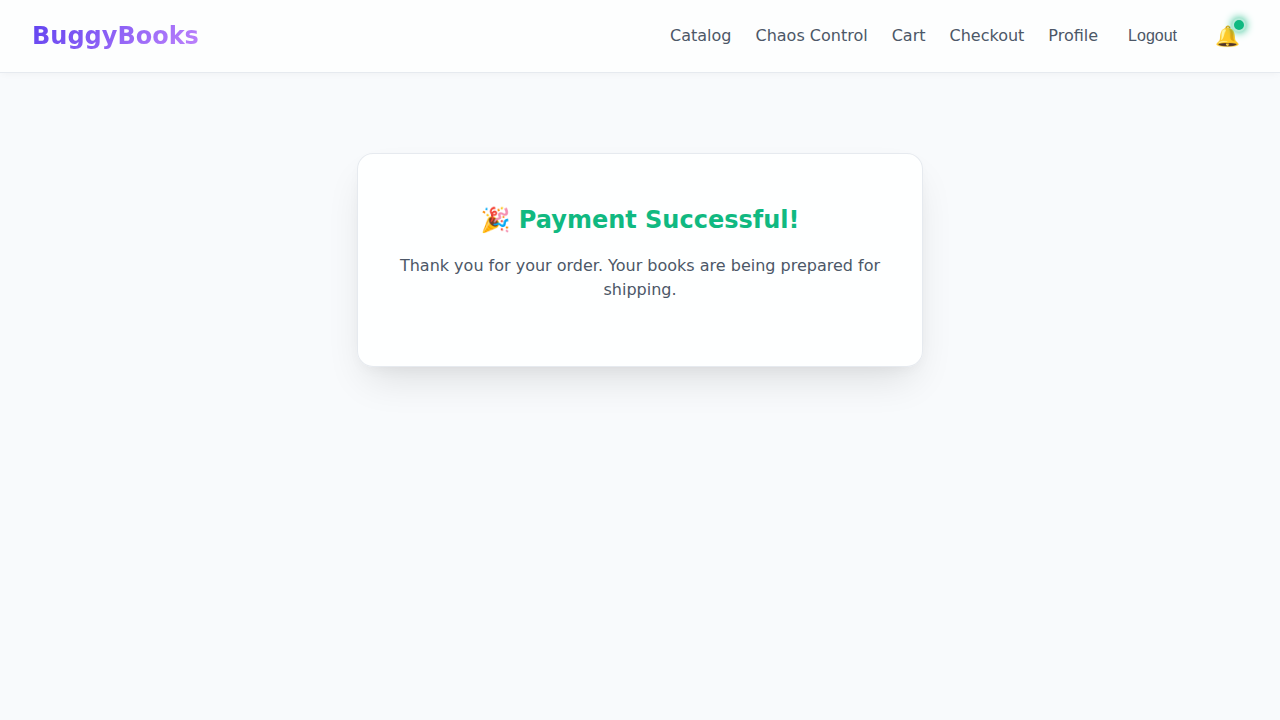 BuggyBooks
Catalog Chaos Control Cart Checkout Profile Logout 🔔
🎉 Payment Successful!
Thank you for your order. Your books are being prepared for
shipping.